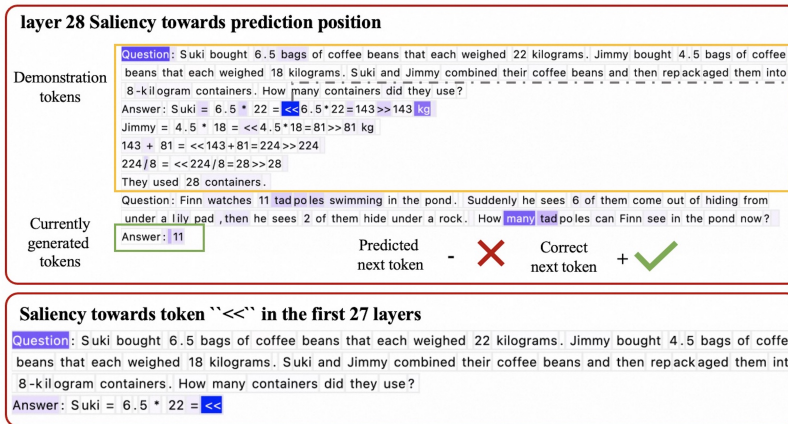 layer 28 Saliency towards prediction position
Demonstration tokens
Question: Suki bought 6.5 bags of coffee beans that each weighed 22 kilograms. Jimmy bought 4.5 bags of coffee
beans that each weighed 18 kilograms. Suki and Jimmy combined their coffee beans and then repackaged them into
8-kilogram containers. How many containers did they use?
Answer: Suki = 6.5 * 22 = <<6.5*22=143>>143 kg
Jimmy = 4.5 * 18 = <<4.5*18=81>>81 kg
143 + 81 = <<143+81=224>>224
224/8 = <<224/8=28>>28
They used 28 containers.
Currently generated tokens
Question: Finn watches 11 tadpoles swimming in the pond. Suddenly he sees 6 of them come out of hiding from
under a lily pad ,then he sees 2 of them hide under a rock. How many tadpoles can Finn see in the pond now?
Answer: 11
Predicted next token - ❌
Correct next token + ✓
Saliency towards token ``<<`` in the first 27 layers
Question: Suki bought 6.5 bags of coffee beans that each weighed 22 kilograms. Jimmy bought 4.5 bags of coffe
beans that each weighed 18 kilograms. Suki and Jimmy combined their coffee beans and then repackaged them int
8-kilogram containers. How many containers did they use?
Answer: Suki = 6.5 * 22 = <<